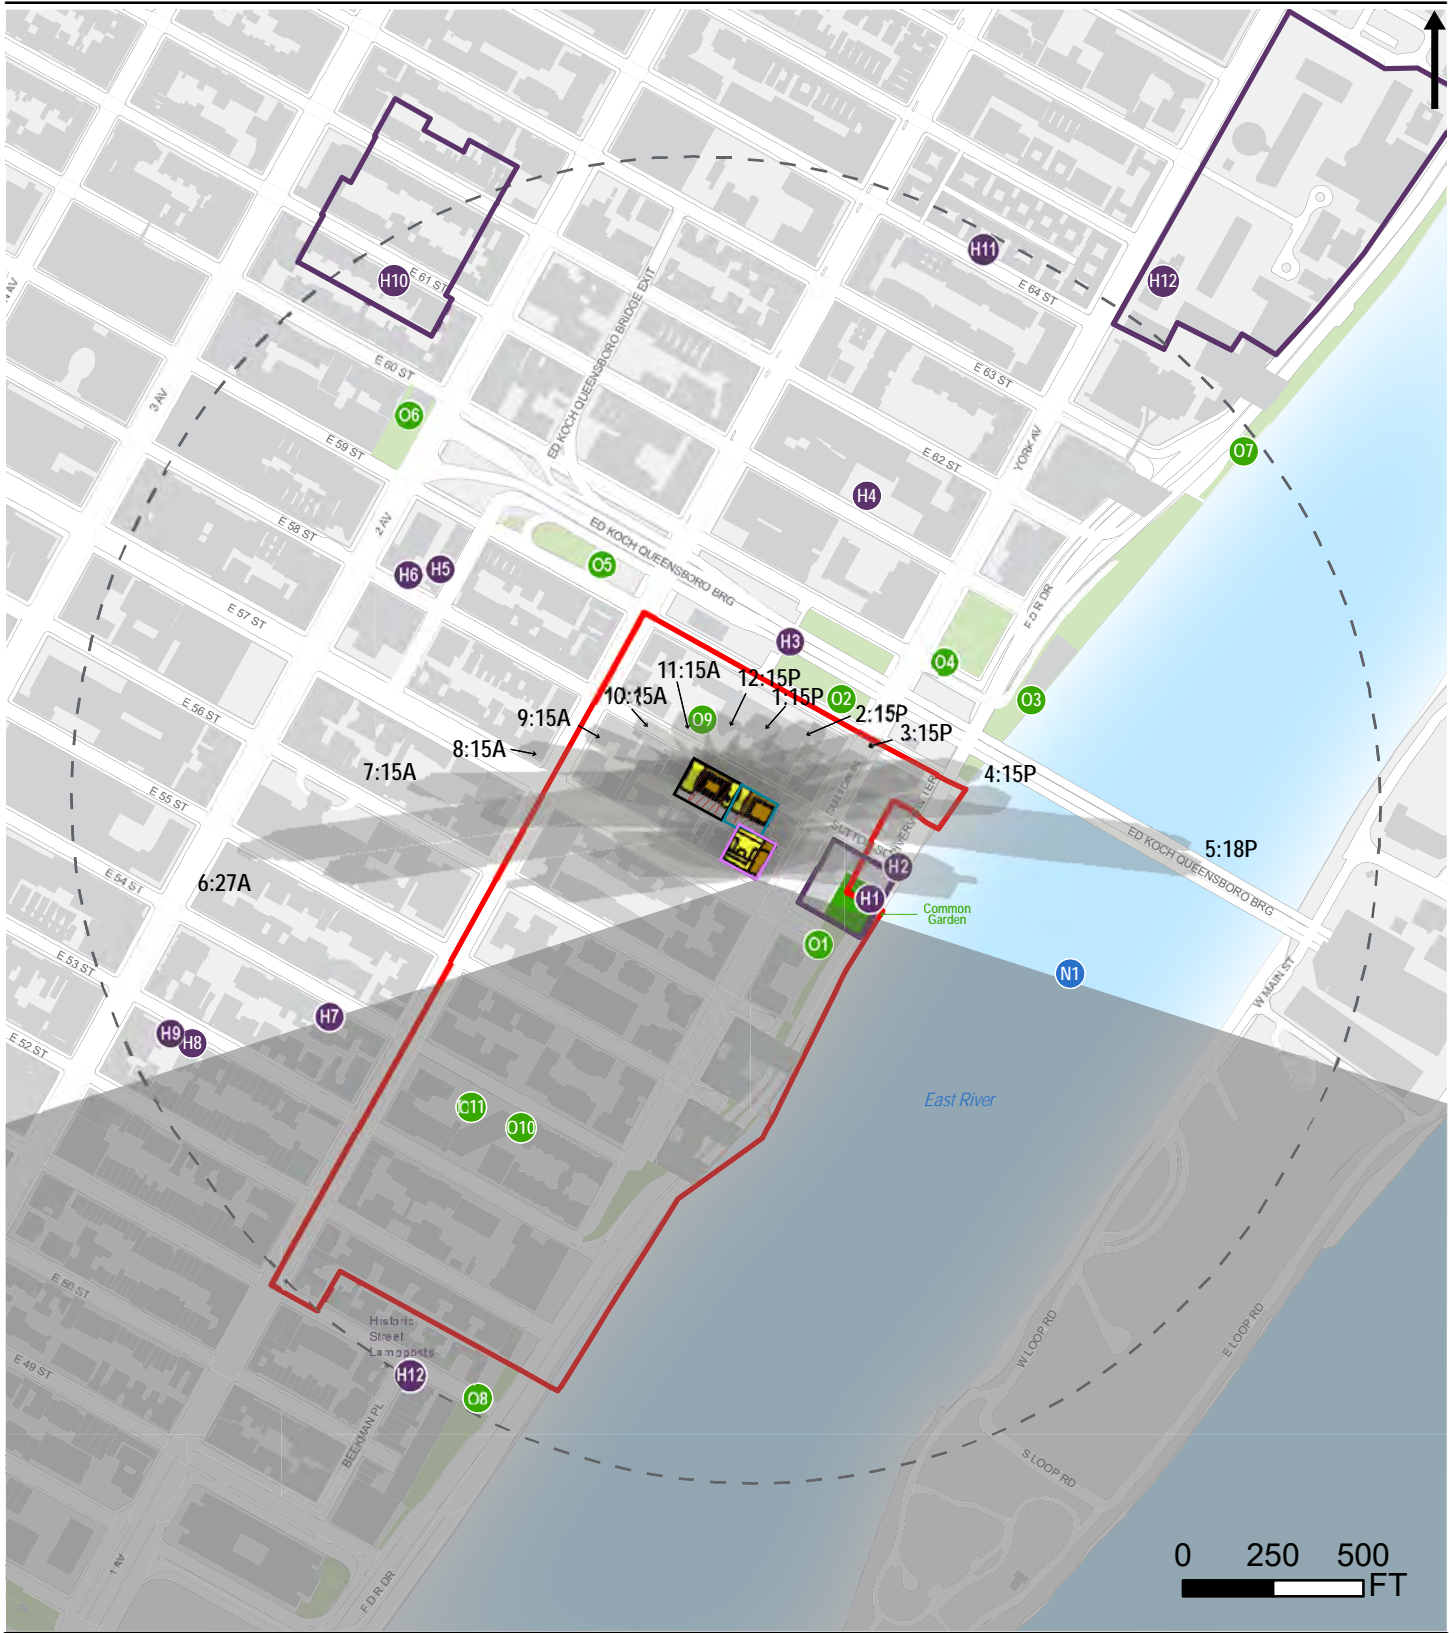 H11
E 64 ST
H12
E 61 ST
H10
AV
E 60 ST
3 AV
E 63 ST
ED KOCH QUEENSBORO BRIDGE EXIT
O6
E 59 ST
YORK AV
E 62 ST
O7
H4
E 58 ST
2 AV
ED KOCH QUEENSBORO BRG
O5
H6
H5
E 57 ST
F D R DR
H3
O4
11:15A
12:15P
10:15A
1:15P
O2
O3
E 56 ST
9:15A
O9
2:15P
3:15P
8:15A
7:15A
4:15P
E 55 ST
SUTTON SQ
ED KOCH QUEENSBORO BRG
5:18P
H2
6:27A
E 54 ST
H1
Common
Garden
O1
E 53 ST
N1
W MAIN ST
H7
H9
H8
E 52 ST
East River
O11
O10
E 50 ST
Historic
Street
Lampposts
W LOOP RD
E LOOP RD
E 49 ST
H12
O8
BEEKMAN PL
S LOOP RD
1 AV
F D R DR
0 250 500
FT